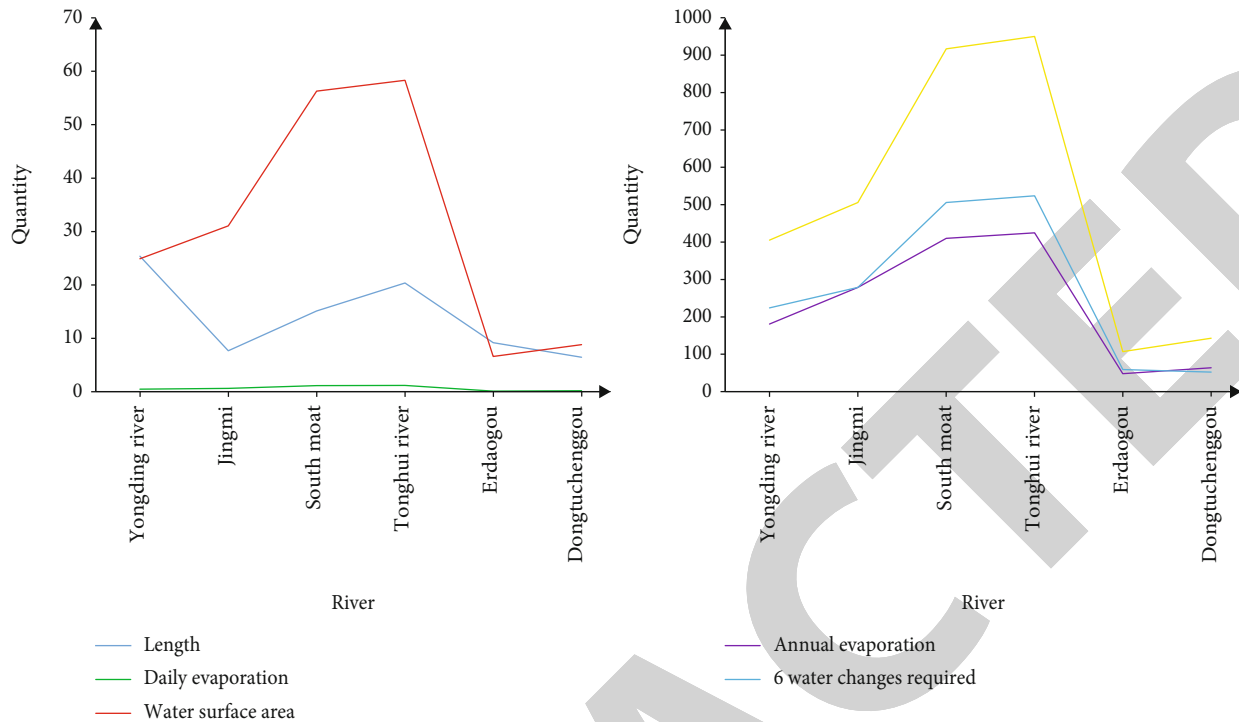 70
60
50
40
30
20
10
0
Quantity
Yongding river
Jingmi
South moat
Tonghui river
Erdaogou
Dongtuchenggou
River
Length
Daily evaporation
Water surface area
1000
900
800
700
600
500
400
300
200
100
0
Quantity
Yongding river
Jingmi
South moat
Tonghui river
Erdaogou
Dongtuchenggou
River
Annual evaporation
6 water changes required
ACTED